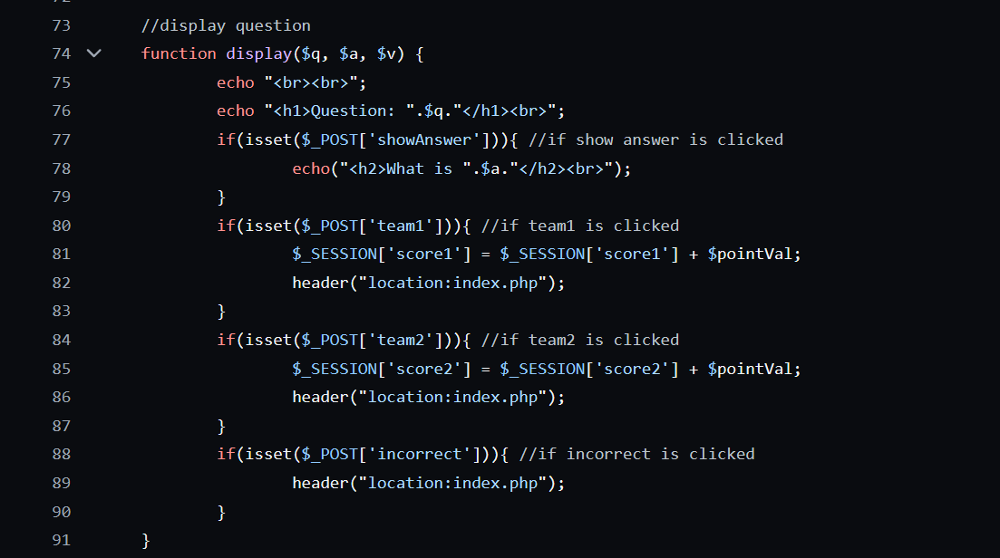 73 //display question
74 function display($q, $a, $v) {
75 echo "<br><br>";
76 echo "<h1>Question: ".$q."</h1><br>";
77 if(isset($_POST['showAnswer'])){ //if show answer is clicked
78 echo("<h2>What is ".$a."</h2><br>");
79 }
80 if(isset($_POST['team1'])){ //if team1 is clicked
81 $_SESSION['score1'] = $_SESSION['score1'] + $pointVal;
82 header("location:index.php");
83 }
84 if(isset($_POST['team2'])){ //if team2 is clicked
85 $_SESSION['score2'] = $_SESSION['score2'] + $pointVal;
86 header("location:index.php");
87 }
88 if(isset($_POST['incorrect'])){ //if incorrect is clicked
89 header("location:index.php");
90 }
91 }